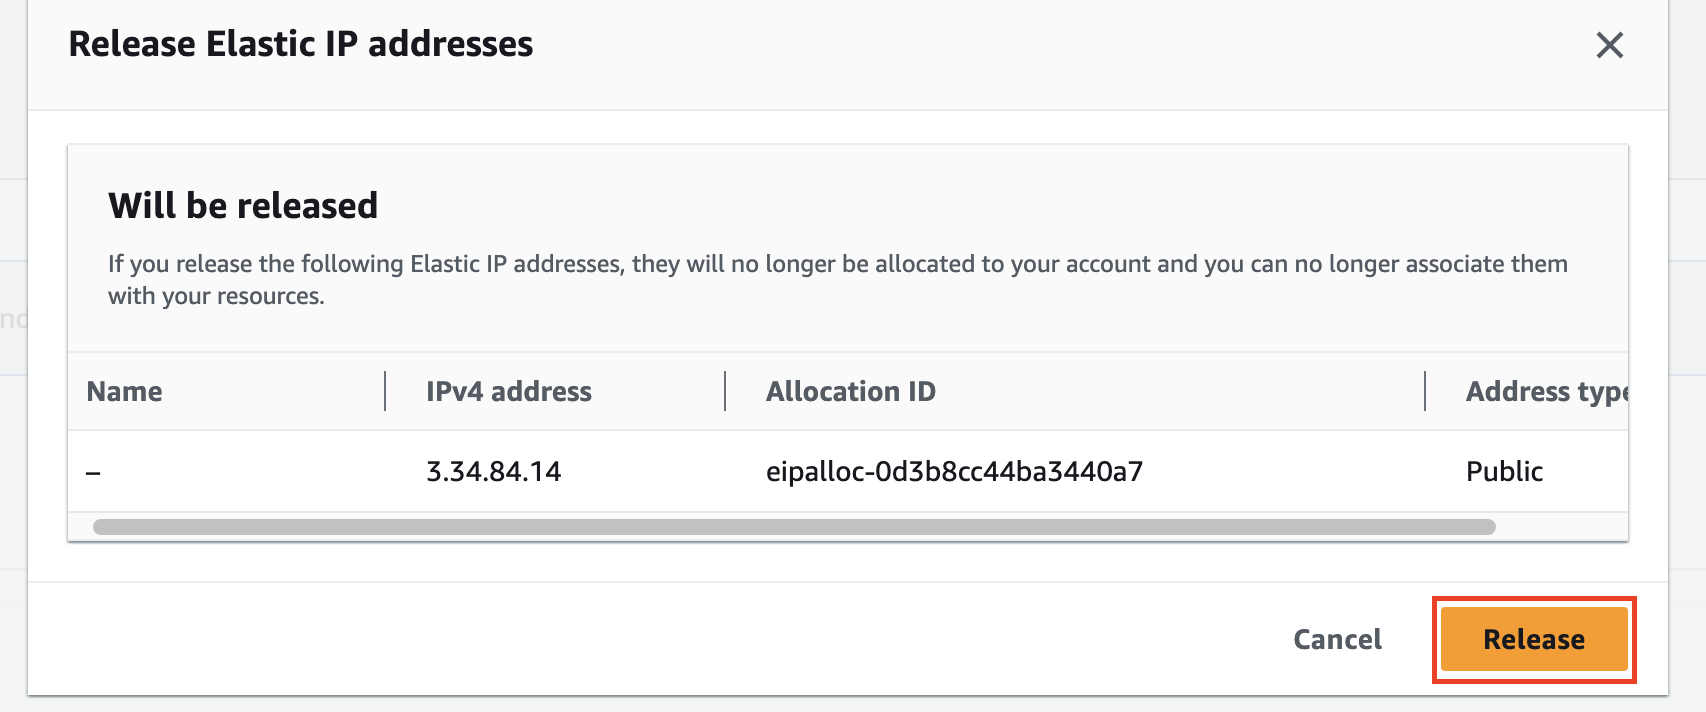 Release Elastic IP addresses
Will be released
If you release the following Elastic IP addresses, they will no longer be allocated to your account and you can no longer associate them
with your resources.
Name IPv4 address Allocation ID Address type
– 3.34.84.14 eipalloc-0d3b8cc44ba3440a7 Public
Cancel Release